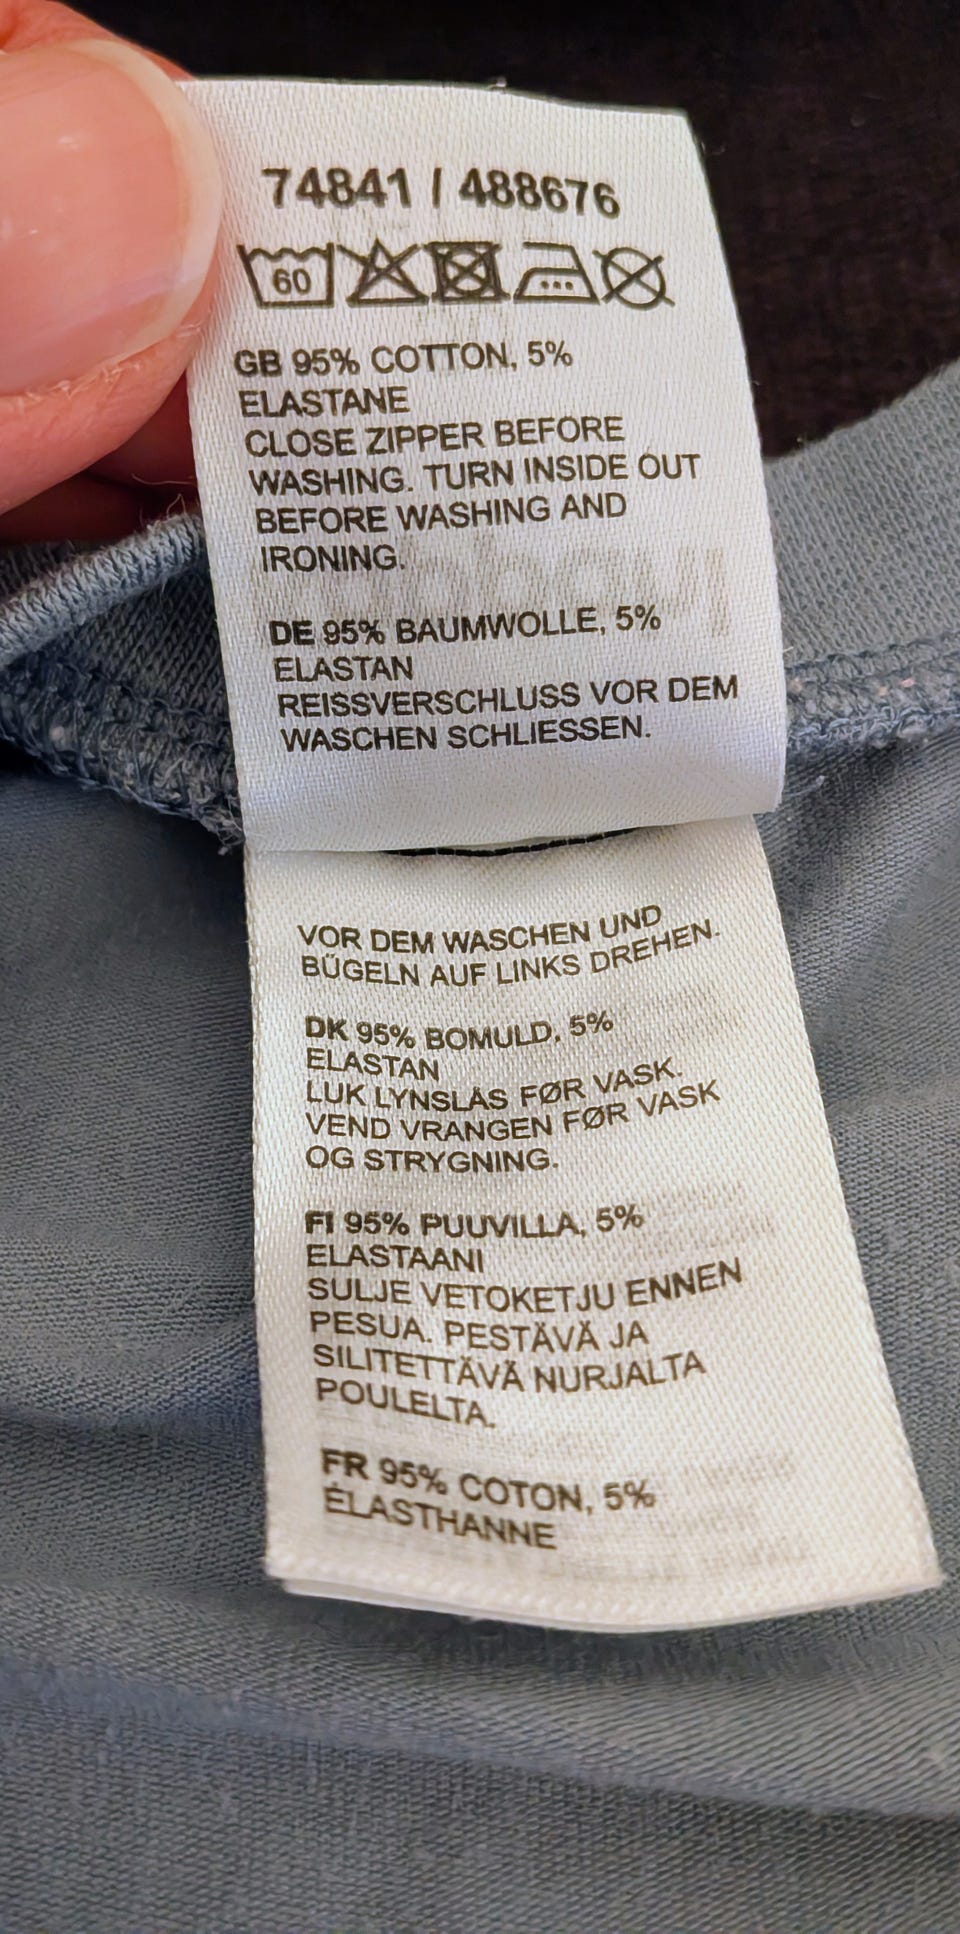 74841 / 488676
60
GB 95% COTTON, 5%
ELASTANE
CLOSE ZIPPER BEFORE
WASHING. TURN INSIDE OUT
BEFORE WASHING AND
IRONING.
DE 95% BAUMWOLLE, 5%
ELASTAN
REISSVERSCHLUSS VOR DEM
WASCHEN SCHLIESSEN.
VOR DEM WASCHEN UND
BÜGELN AUF LINKS DREHEN.
DK 95% BOMULD, 5%
ELASTAN
LUK LYNSLÅS FØR VASK.
VEND VRANGEN FØR VASK
OG STRYGNING.
FI 95% PUUVILLA, 5%
ELASTAANI
SULJE VETOKETJU ENNEN
PESUA. PESTÄVÄ JA
SILITETTÄVÄ NURJALTA
POULELTA.
FR 95% COTON, 5%
ÉLASTHANNE